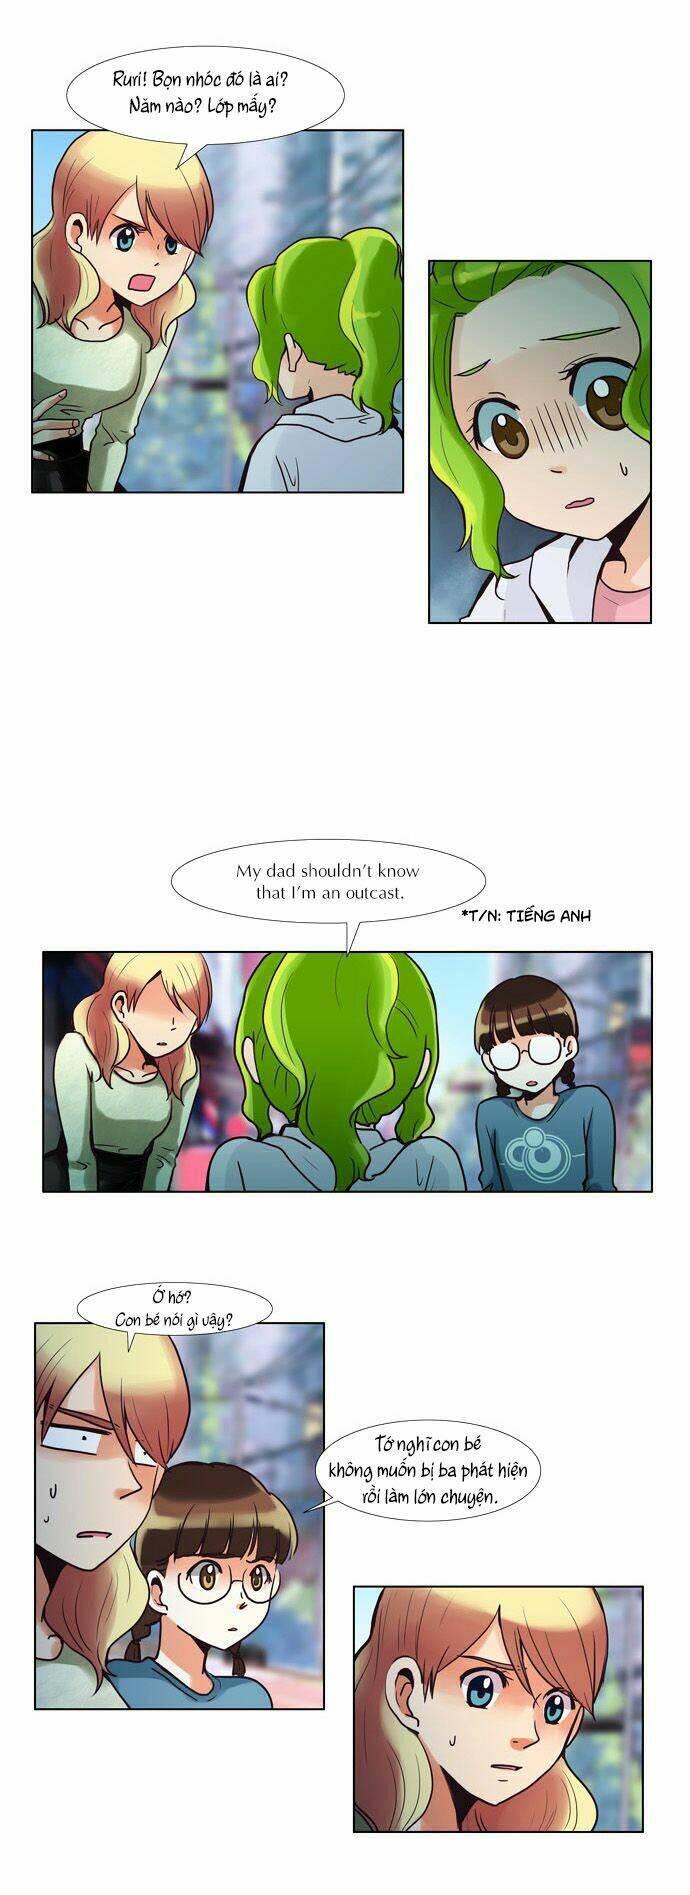 Ruri! Bọn nhóc đó là ai?
Năm nào? Lớp mấy?
My dad shouldn't know
that I'm an outcast.
*T/N: TIẾNG ANH
Ớ hớ?
Con bé nói gì vậy?
Tớ nghĩ con bé
không muốn bị ba phát hiện
rồi làm lớn chuyện.